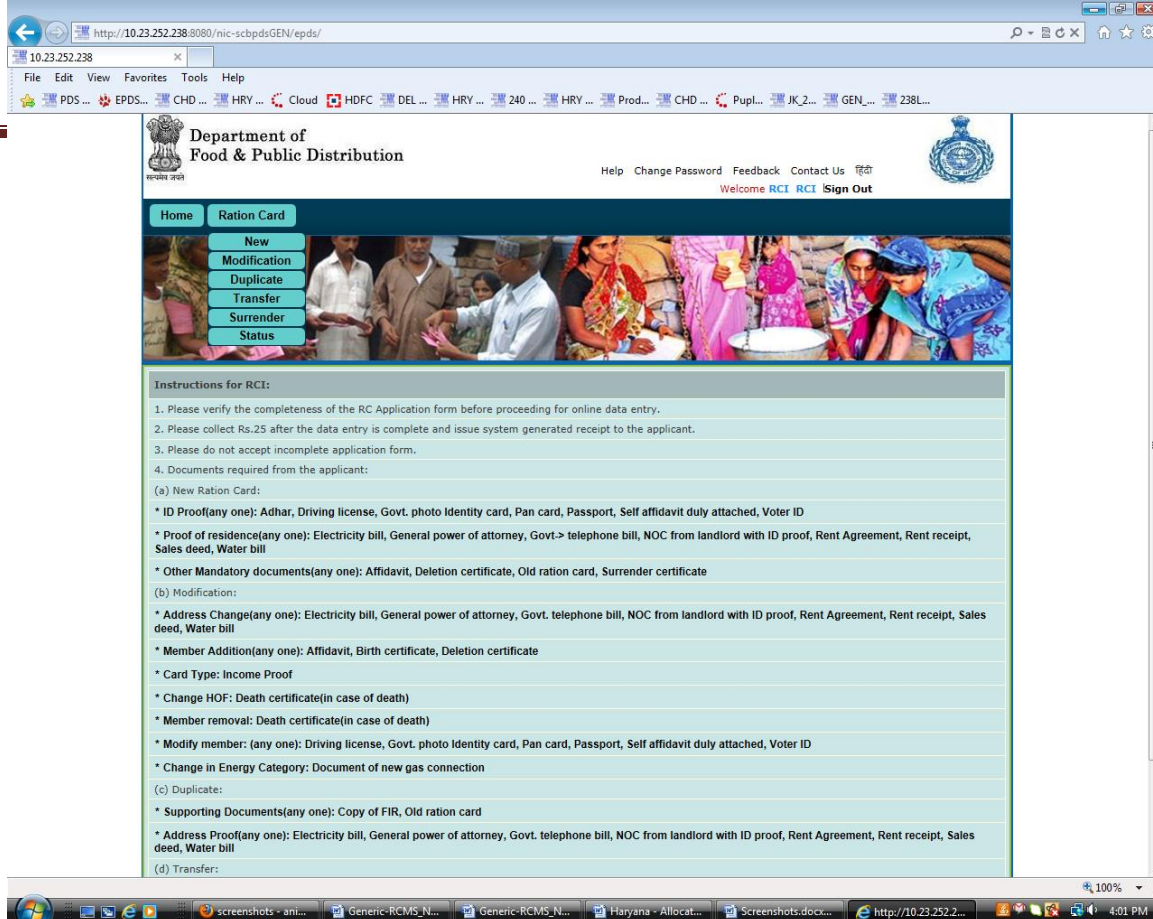 http://10.23.252.238:8080/nic-scbpdsGEN/epds/
10.23.252.238
File Edit View Favorites Tools Help
PDS ... EPDS... CHD ... HRY ... Cloud HDFC DEL ... HRY ... 240 ... HRY ... Prod... CHD ... Pupl... JK_2... GEN_... 238L...
Department of
Food & Public Distribution
सत्यमेव जयते
Help Change Password Feedback Contact Us हिंदी
Welcome RCI RCI |Sign Out
Home Ration Card
New
Modification
Duplicate
Transfer
Surrender
Status
Instructions for RCI:
1. Please verify the completeness of the RC Application form before proceeding for online data entry.
2. Please collect Rs.25 after the data entry is complete and issue system generated receipt to the applicant.
3. Please do not accept incomplete application form.
4. Documents required from the applicant:
(a) New Ration Card:
* ID Proof(any one): Adhar, Driving license, Govt. photo Identity card, Pan card, Passport, Self affidavit duly attached, Voter ID
* Proof of residence(any one): Electricity bill, General power of attorney, Govt-> telephone bill, NOC from landlord with ID proof, Rent Agreement, Rent receipt,
Sales deed, Water bill
* Other Mandatory documents(any one): Affidavit, Deletion certificate, Old ration card, Surrender certificate
(b) Modification:
* Address Change(any one): Electricity bill, General power of attorney, Govt. telephone bill, NOC from landlord with ID proof, Rent Agreement, Rent receipt, Sales
deed, Water bill
* Member Addition(any one): Affidavit, Birth certificate, Deletion certificate
* Card Type: Income Proof
* Change HOF: Death certificate(in case of death)
* Member removal: Death certificate(in case of death)
* Modify member: (any one): Driving license, Govt. photo Identity card, Pan card, Passport, Self affidavit duly attached, Voter ID
* Change in Energy Category: Document of new gas connection
(c) Duplicate:
* Supporting Documents(any one): Copy of FIR, Old ration card
* Address Proof(any one): Electricity bill, General power of attorney, Govt. telephone bill, NOC from landlord with ID proof, Rent Agreement, Rent receipt, Sales
deed, Water bill
(d) Transfer:
100%
screenshots - ani... Generic-RCMS_N... Generic-RCMS_N... Haryana - Allocat... Screenshots.docx... http://10.23.252.2... 4:01 PM